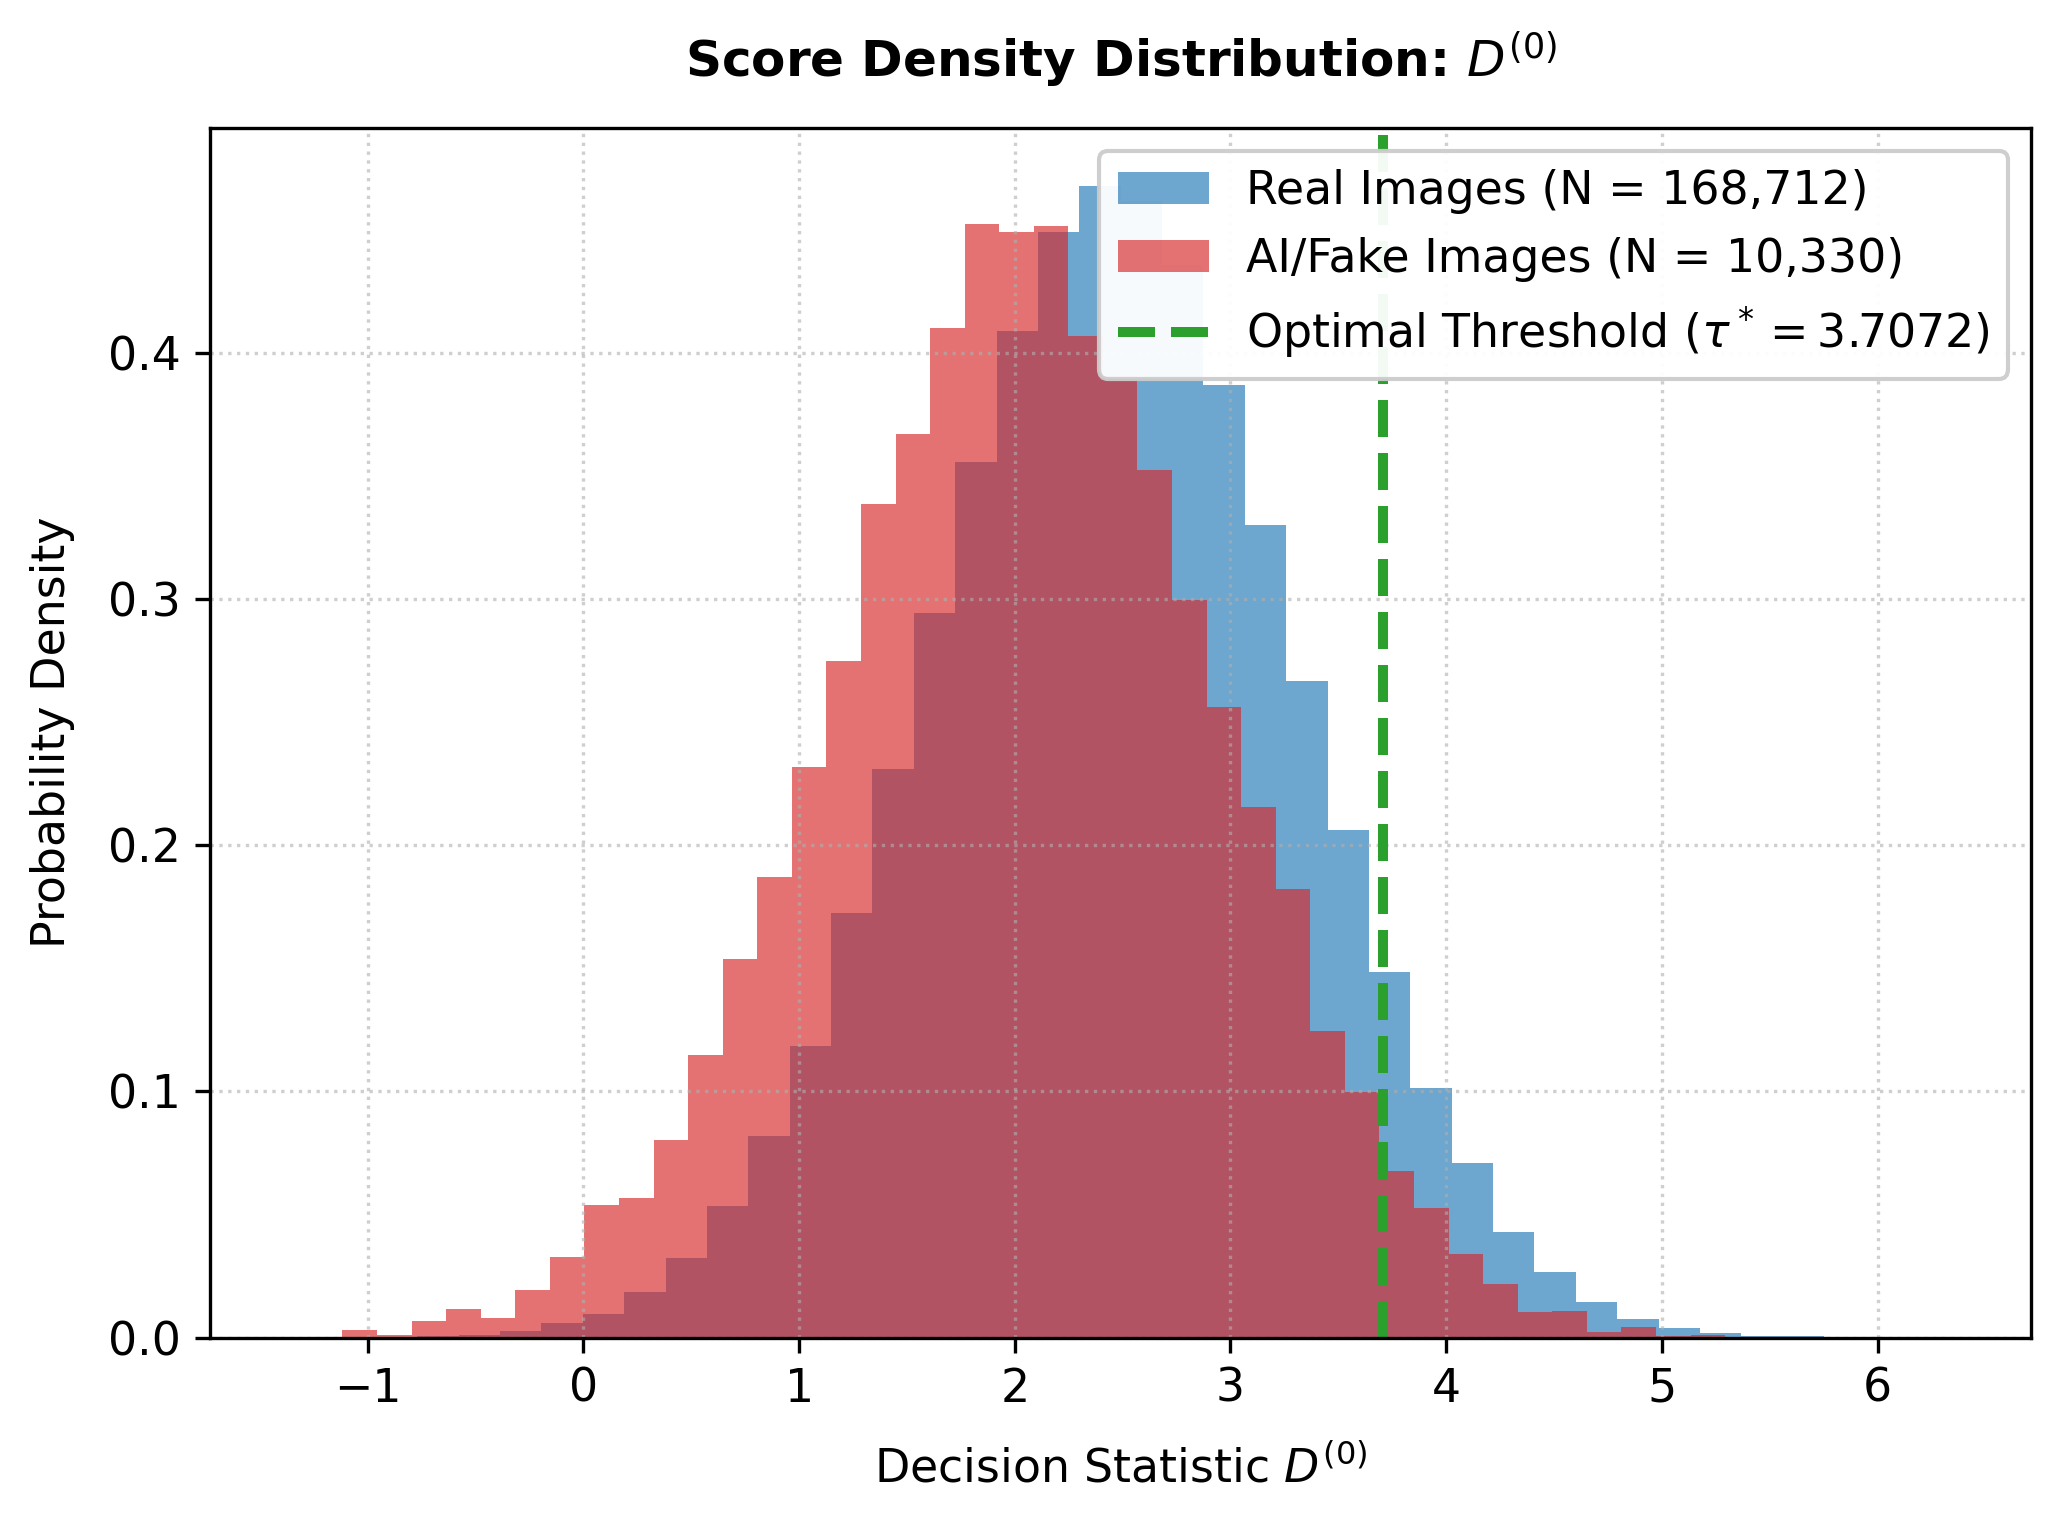 Score Density Distribution: D^(0)
Real Images (N = 168,712)
AI/Fake Images (N = 10,330)
Optimal Threshold (τ* = 3.7072)
Probability Density
0.4
0.3
0.2
0.1
0.0
−1 0 1 2 3 4 5 6
Decision Statistic D^(0)